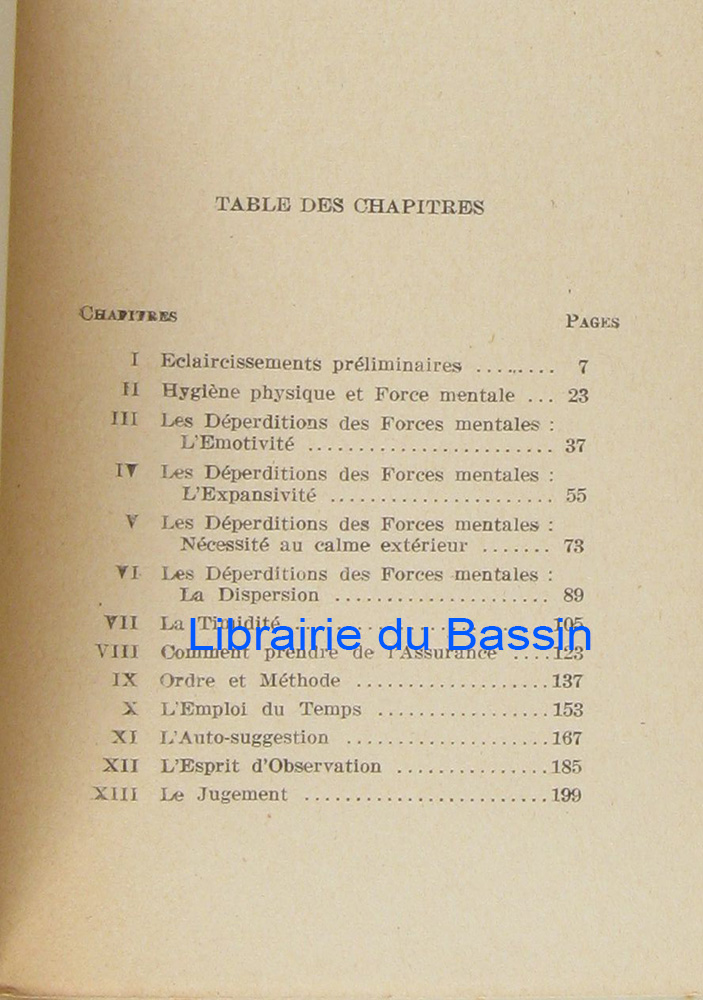 TABLE DES CHAPITRES
CHAPITRES PAGES
I Eclaircissements préliminaires ......... 7
II Hygiène physique et Force mentale ... 23
III Les Déperditions des Forces mentales :
L'Emotivité ........................ 37
IV Les Déperditions des Forces mentales :
L'Expansivité ...................... 55
V Les Déperditions des Forces mentales :
Nécessité au calme extérieur ....... 73
VI Les Déperditions des Forces mentales :
La Dispersion ..................... 89
VII La Timidité ......................... 105
Librairie du Bassin
VIII Comment prendre de l'Assurance ....123
IX Ordre et Méthode ...................137
X L'Emploi du Temps .................153
XI L'Auto-suggestion ....................167
XII L'Esprit d'Observation ...............185
XIII Le Jugement ........................199